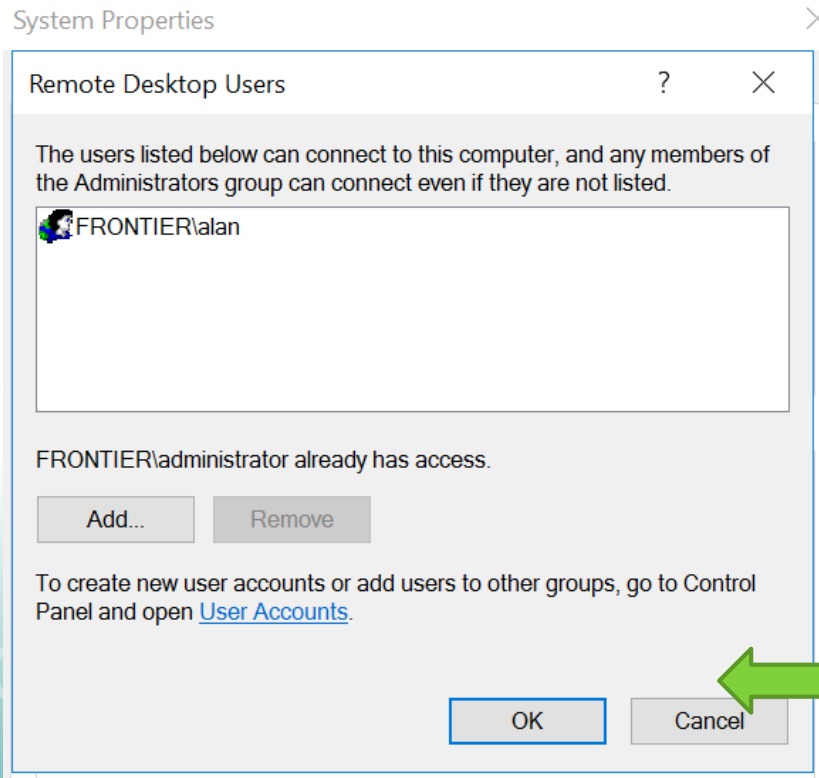 System Properties
Remote Desktop Users
?
The users listed below can connect to this computer, and any members of
the Administrators group can connect even if they are not listed.
FRONTIER\alan
FRONTIER\administrator already has access.
Add... Remove
To create new user accounts or add users to other groups, go to Control
Panel and open User Accounts.
OK Cancel